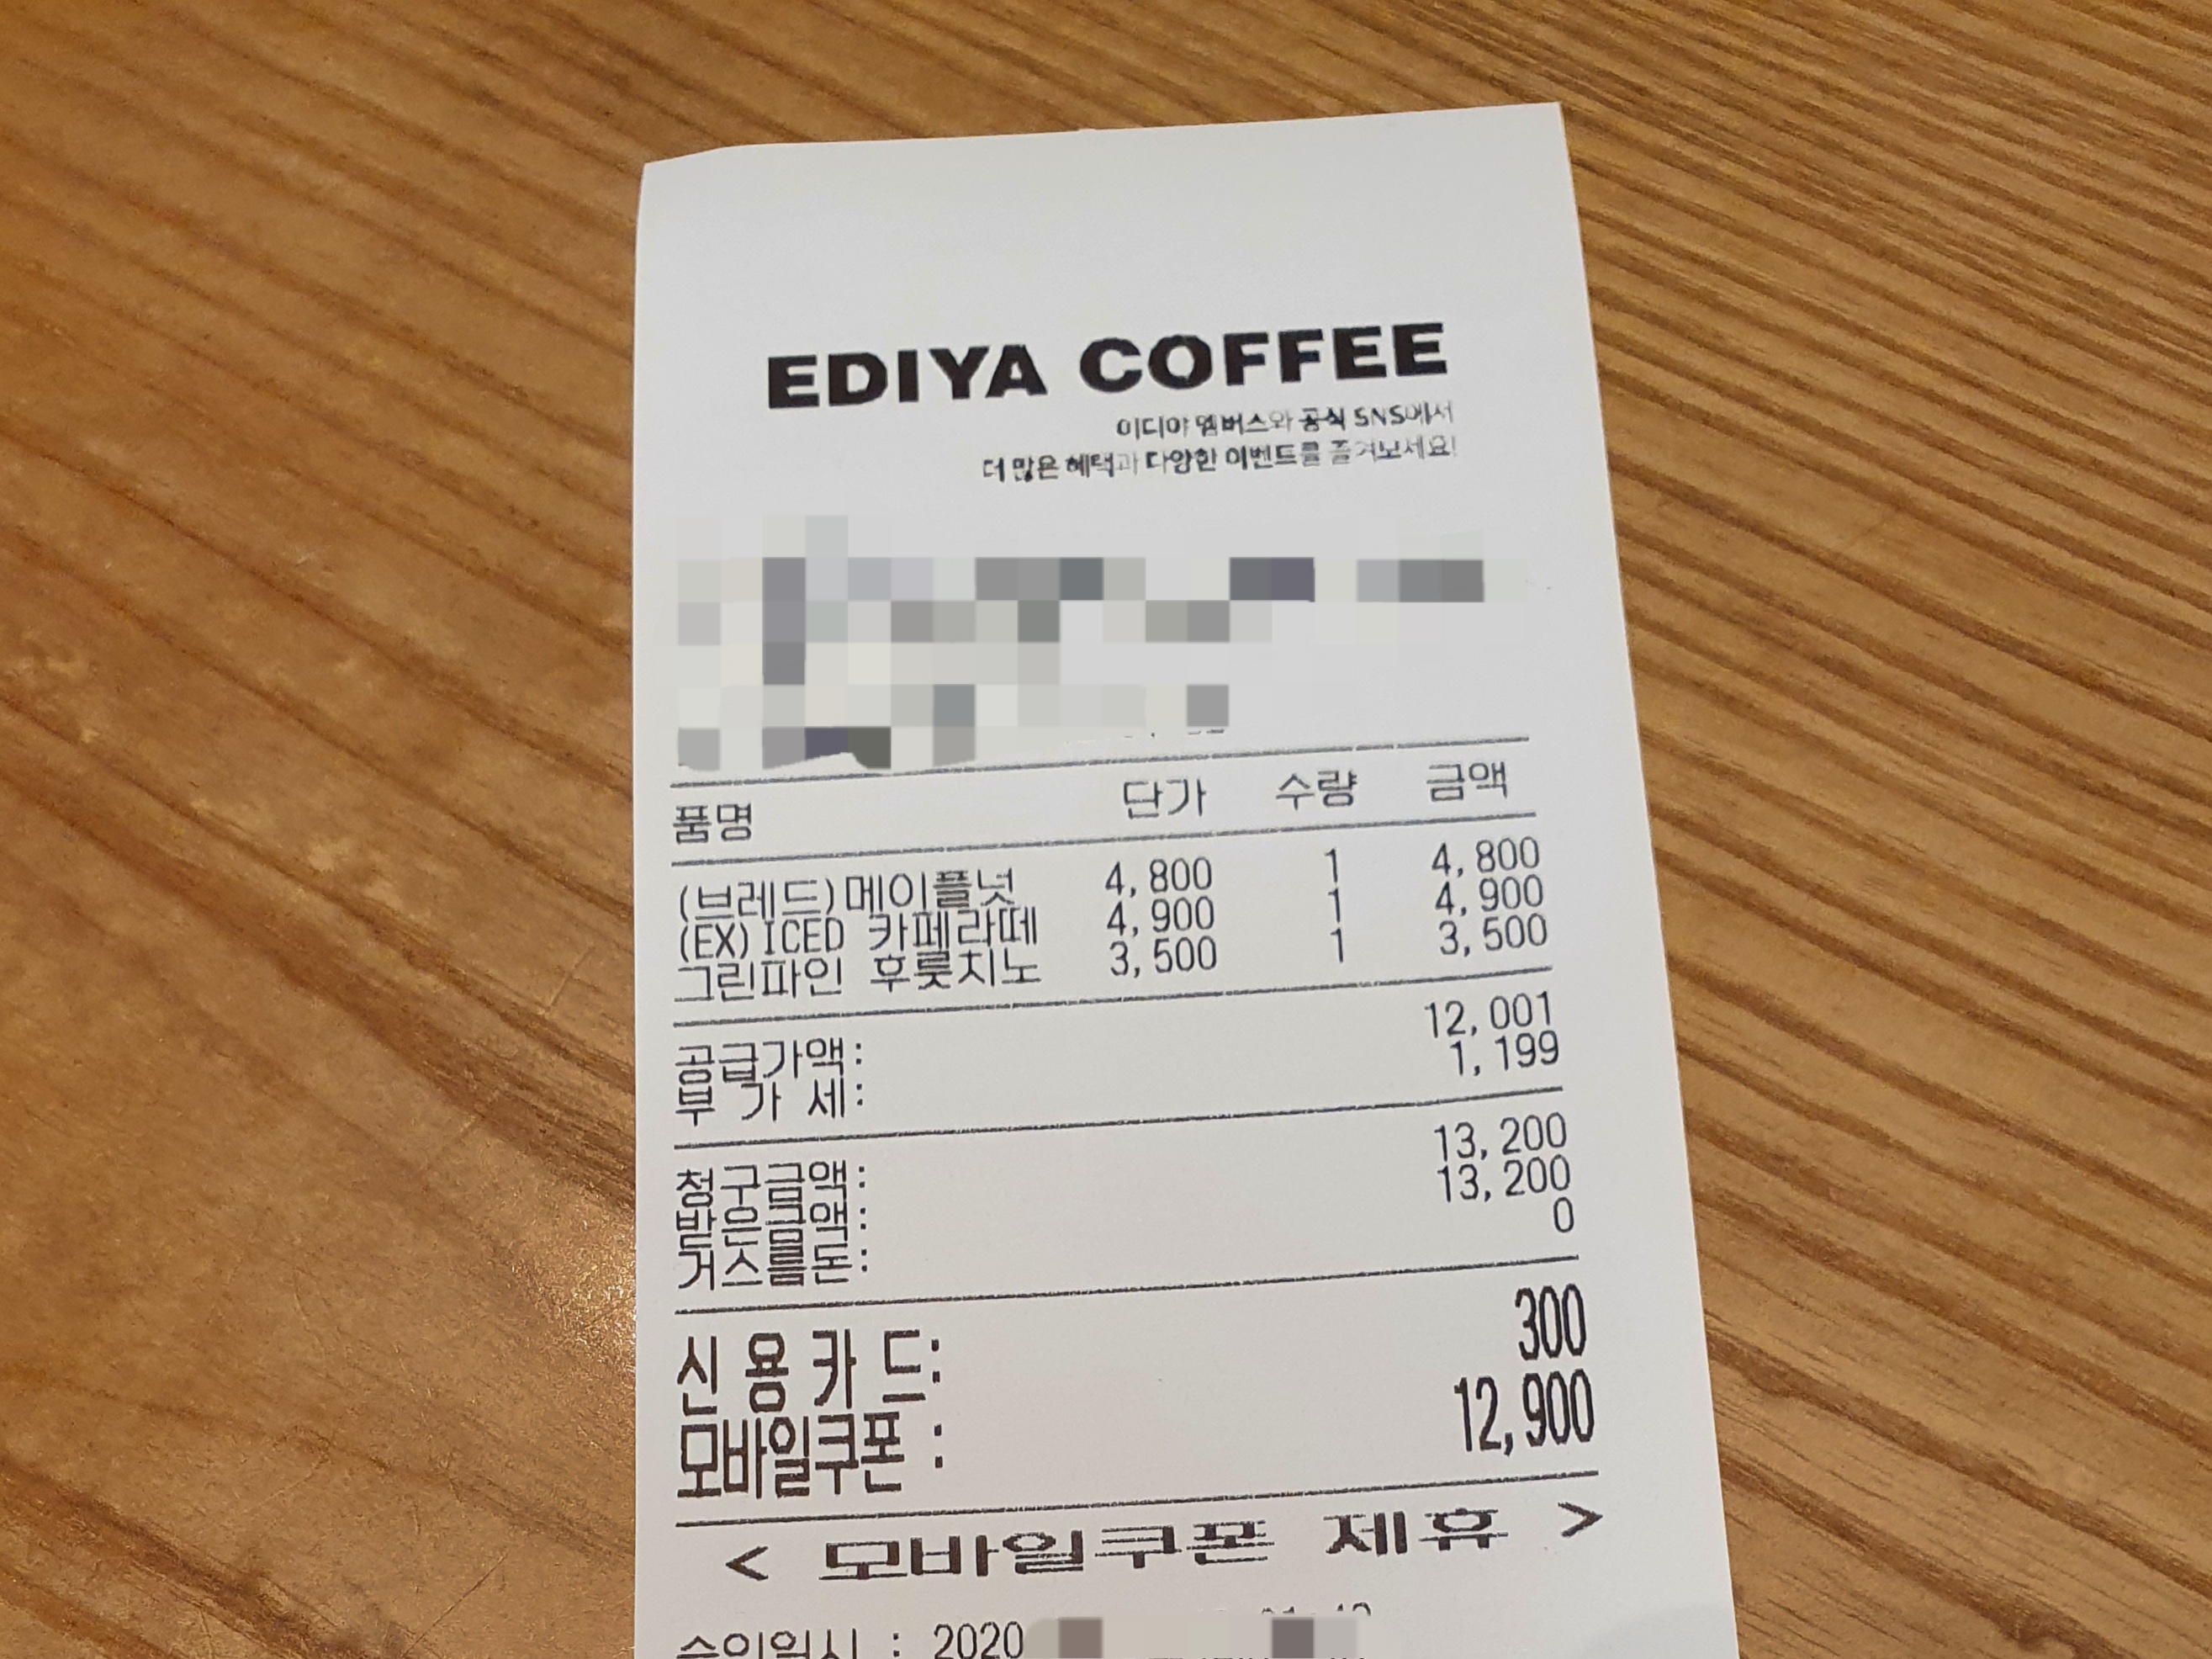 EDIYA COFFEE
이디야 멤버스와 공식 SNS에서
더 많은 혜택과 다양한 이벤트를 즐겨보세요!
품명 단가 수량 금액
(브레드)메이플넛 4,800 1 4,800
(EX)ICED 카페라떼 4,900 1 4,900
그린파인 후룻치노 3,500 1 3,500
공급가액: 12,001
부 가 세: 1,199
청구금액: 13,200
받은금액: 13,200
거스름돈: 0
신 용 카 드: 300
모바일쿠폰 : 12,900
< 모바일쿠폰 제휴 >
승인일시 : 2020